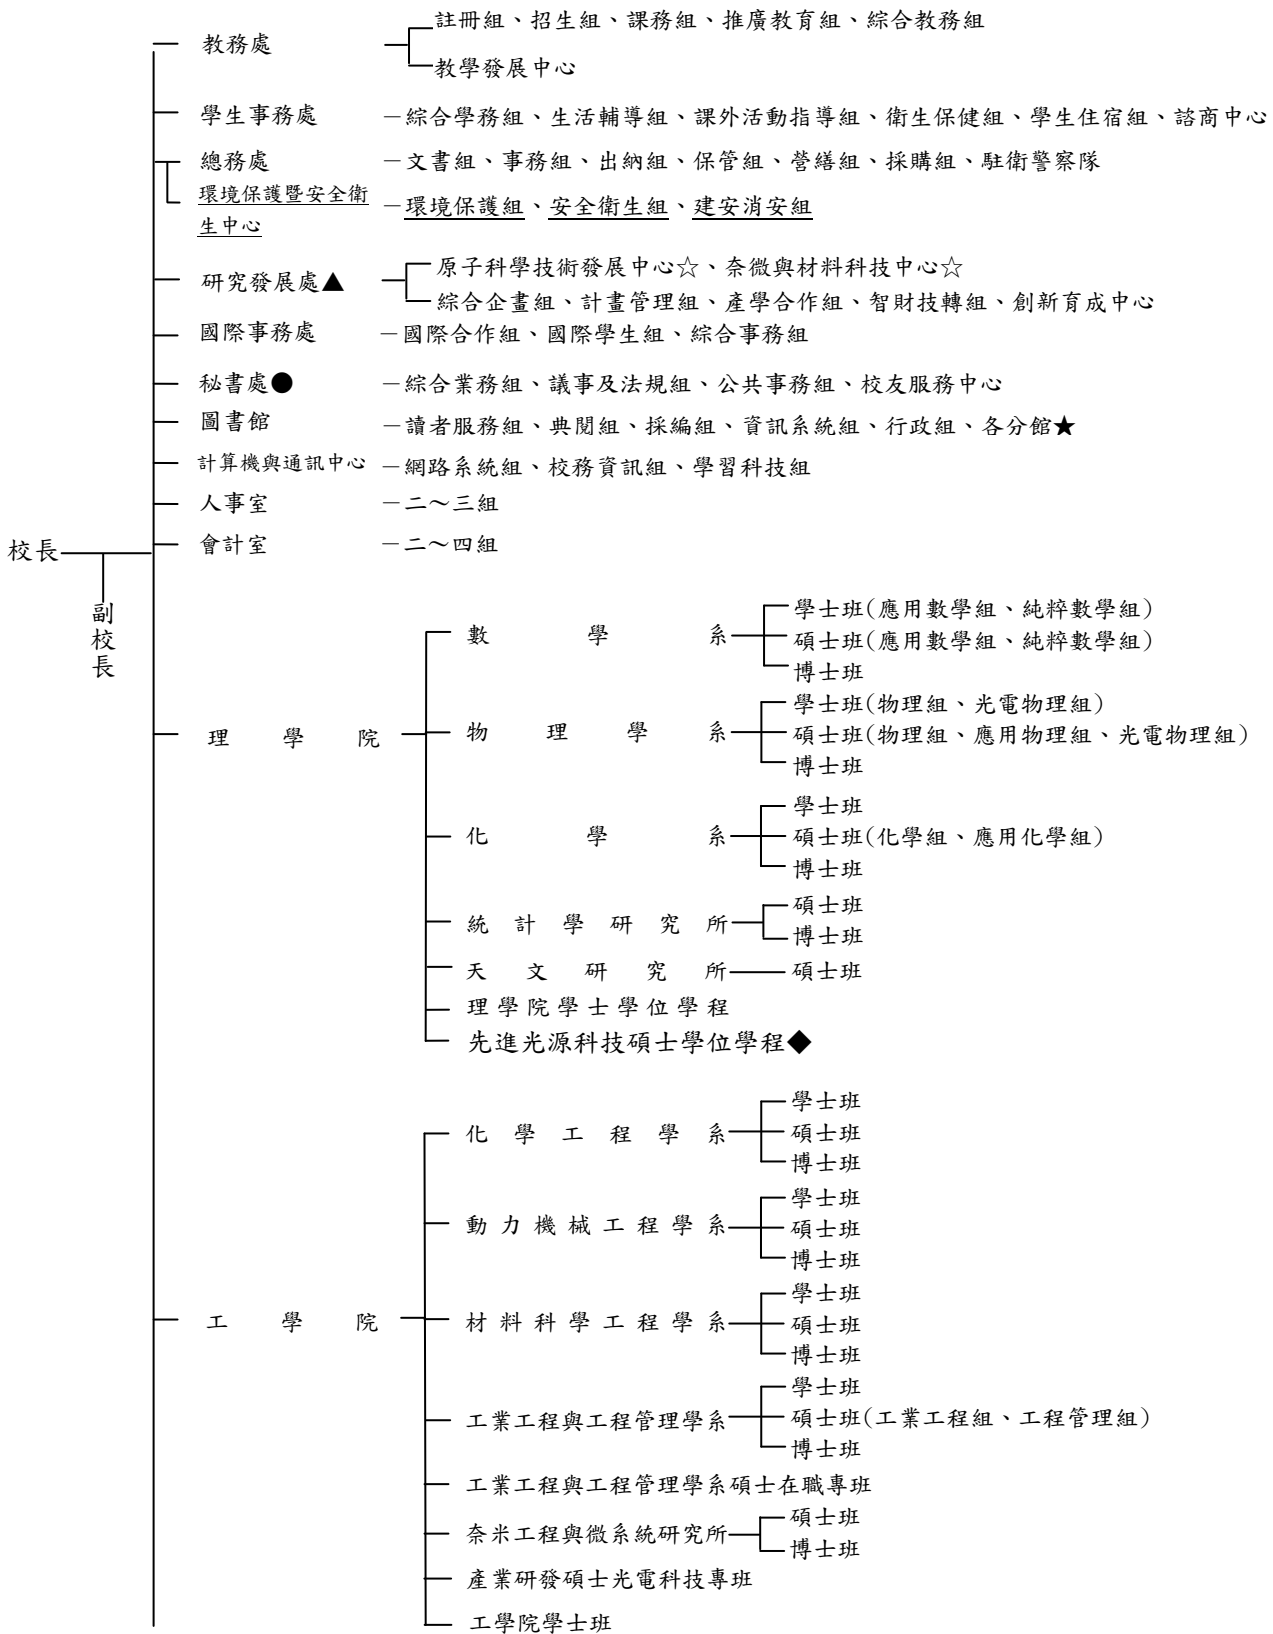 註冊組、招生組、課務組、推廣教育組、綜合教務組
教務處
教學發展中心
學生事務處 －綜合學務組、生活輔導組、課外活動指導組、衛生保健組、學生住宿組、諮商中心
總務處 －文書組、事務組、出納組、保管組、營繕組、採購組、駐衛警察隊
環境保護暨安全衛
生中心
－環境保護組、安全衛生組、建安消安組
原子科學技術發展中心☆、奈微與材料科技中心☆
研究發展處▲
綜合企畫組、計畫管理組、產學合作組、智財技轉組、創新育成中心
國際事務處 －國際合作組、國際學生組、綜合事務組
秘書處● －綜合業務組、議事及法規組、公共事務組、校友服務中心
圖書館 －讀者服務組、典閱組、採編組、資訊系統組、行政組、各分館★
計算機與通訊中心 －網路系統組、校務資訊組、學習科技組
人事室 －二～三組
會計室 －二～四組
校長
副校長
理學院
數學系
學士班(應用數學組、純粹數學組)
碩士班(應用數學組、純粹數學組)
博士班
物理學系
學士班(物理組、光電物理組)
碩士班(物理組、應用物理組、光電物理組)
博士班
化學系
學士班
碩士班(化學組、應用化學組)
博士班
統計學研究所
碩士班
博士班
天文研究所 碩士班
理學院學士學位學程
先進光源科技碩士學位學程◆
工學院
化學工程學系
學士班
碩士班
博士班
動力機械工程學系
學士班
碩士班
博士班
材料科學工程學系
學士班
碩士班
博士班
工業工程與工程管理學系
學士班
碩士班(工業工程組、工程管理組)
博士班
工業工程與工程管理學系碩士在職專班
奈米工程與微系統研究所
碩士班
博士班
產業研發碩士光電科技專班
工學院學士班